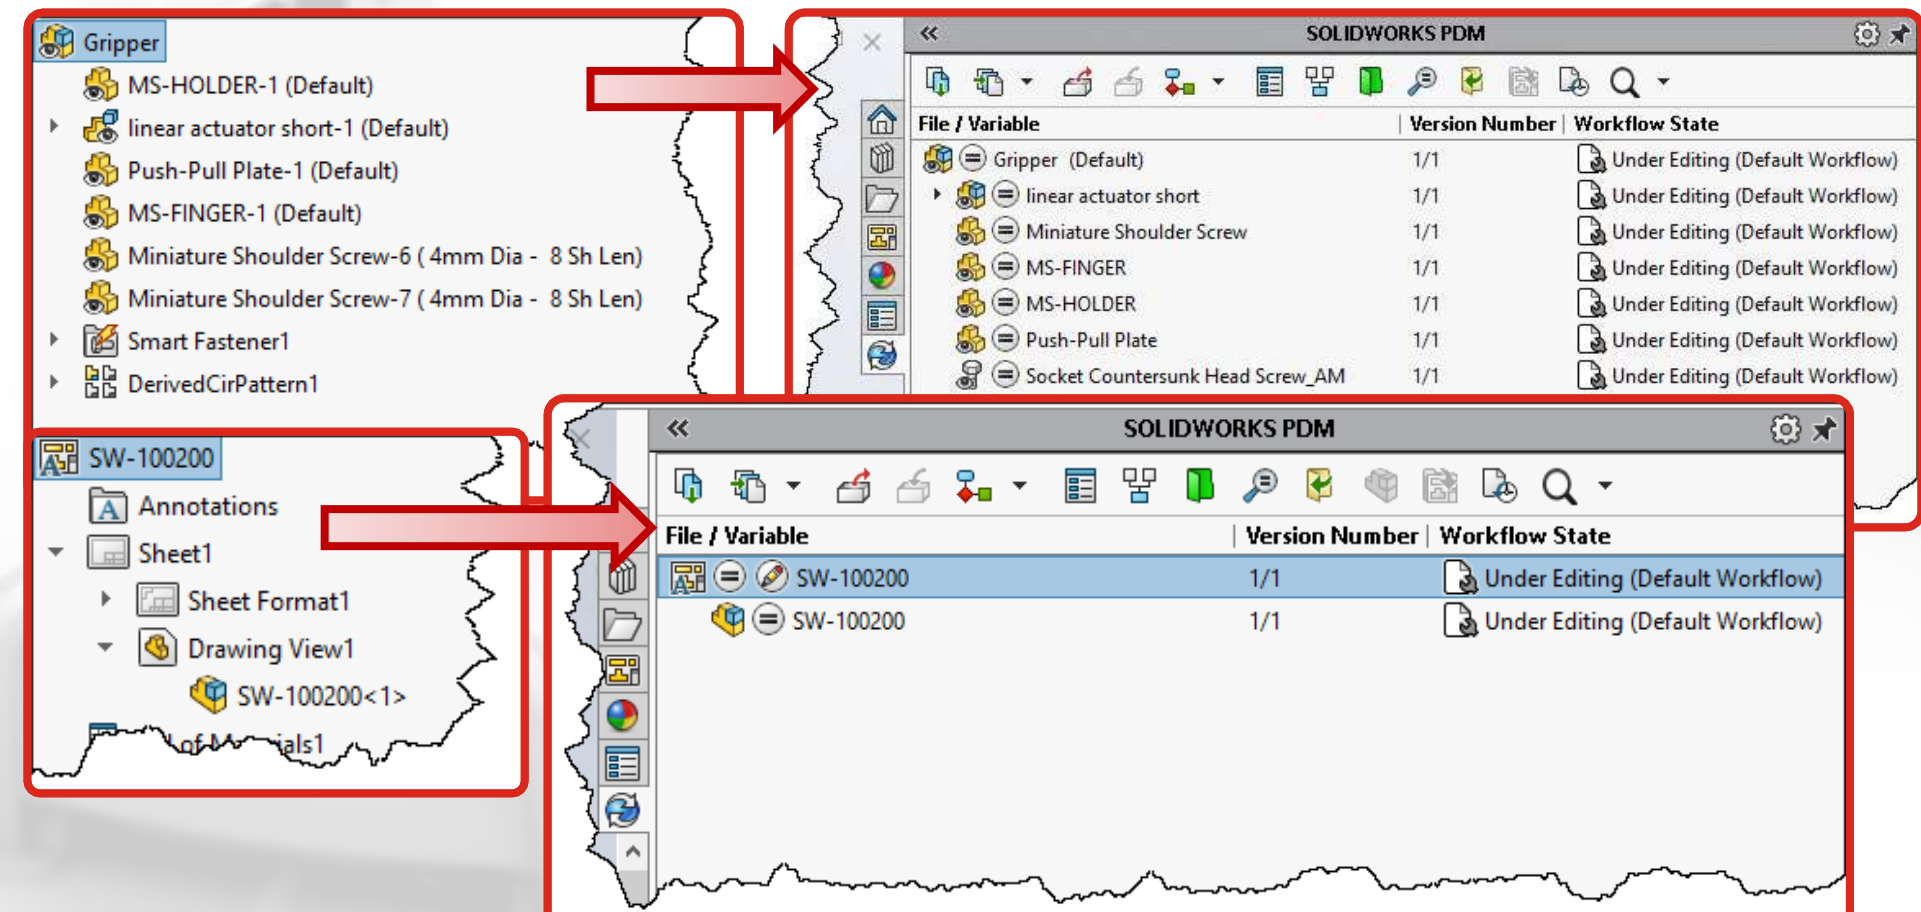 Gripper
MS-HOLDER-1 (Default)
linear actuator short-1 (Default)
Push-Pull Plate-1 (Default)
MS-FINGER-1 (Default)
Miniature Shoulder Screw-6 ( 4mm Dia - 8 Sh Len)
Miniature Shoulder Screw-7 ( 4mm Dia - 8 Sh Len)
Smart Fastener1
DerivedCirPattern1
SOLIDWORKS PDM
File / Variable Version Number Workflow State
Gripper (Default) 1/1 Under Editing (Default Workflow)
linear actuator short 1/1 Under Editing (Default Workflow)
Miniature Shoulder Screw 1/1 Under Editing (Default Workflow)
MS-FINGER 1/1 Under Editing (Default Workflow)
MS-HOLDER 1/1 Under Editing (Default Workflow)
Push-Pull Plate 1/1 Under Editing (Default Workflow)
Socket Countersunk Head Screw_AM 1/1 Under Editing (Default Workflow)
SW-100200
Annotations
Sheet1
Sheet Format1
Drawing View1
SW-100200<1>
SOLIDWORKS PDM
File / Variable Version Number Workflow State
SW-100200 1/1 Under Editing (Default Workflow)
SW-100200 1/1 Under Editing (Default Workflow)